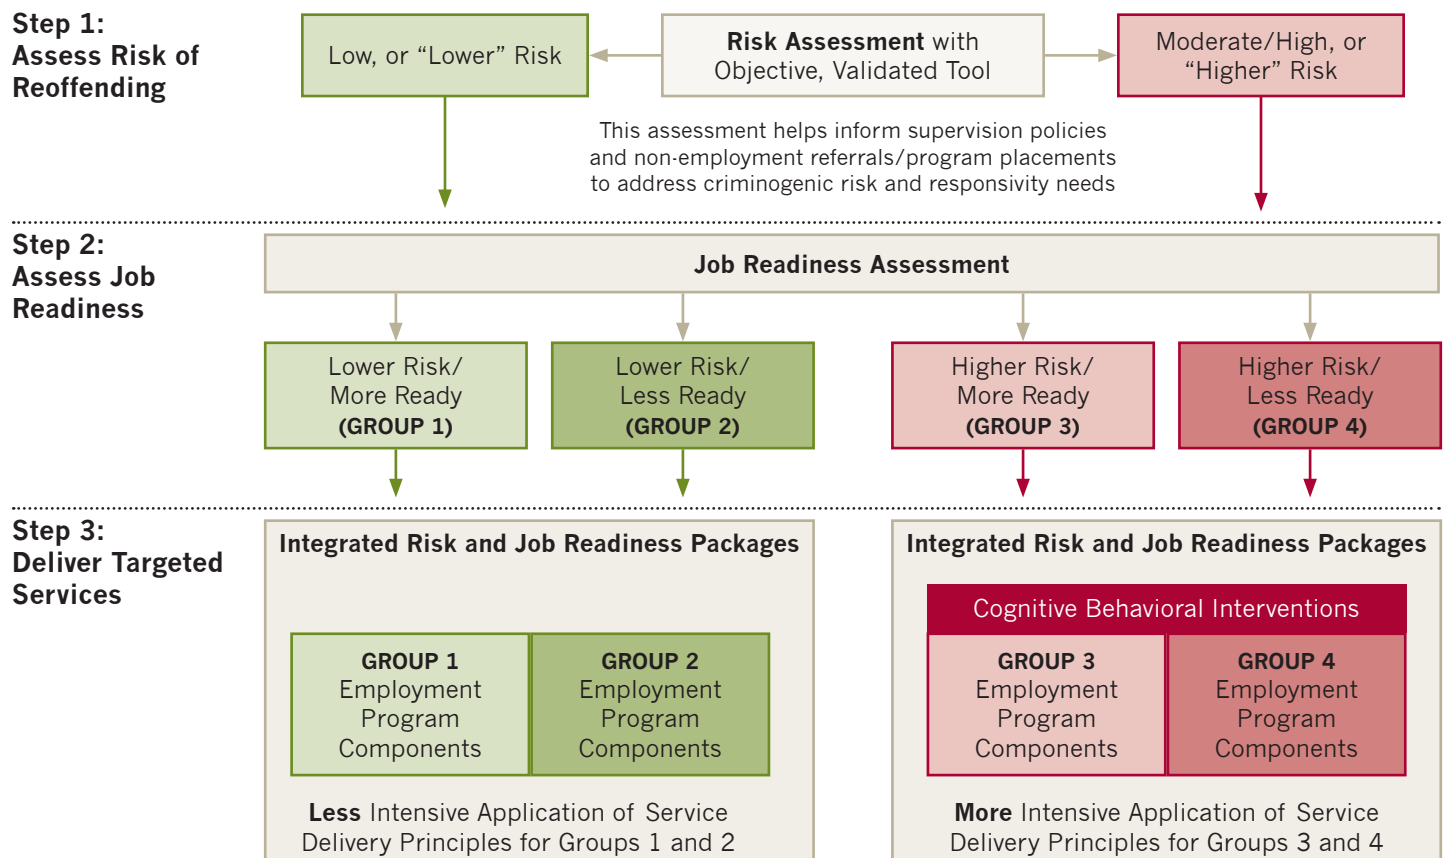 Step 1:
Assess Risk of
Reoffending
Low, or “Lower” Risk
Risk Assessment with
Objective, Validated Tool
Moderate/High, or
“Higher” Risk
This assessment helps inform supervision policies
and non-employment referrals/program placements
to address criminogenic risk and responsivity needs
Step 2:
Assess Job
Readiness
Job Readiness Assessment
Lower Risk/
More Ready
(GROUP 1)
Lower Risk/
Less Ready
(GROUP 2)
Higher Risk/
More Ready
(GROUP 3)
Higher Risk/
Less Ready
(GROUP 4)
Step 3:
Deliver Targeted
Services
Integrated Risk and Job Readiness Packages
GROUP 1
Employment
Program
Components
GROUP 2
Employment
Program
Components
Less Intensive Application of Service
Delivery Principles for Groups 1 and 2
Integrated Risk and Job Readiness Packages
Cognitive Behavioral Interventions
GROUP 3
Employment
Program
Components
GROUP 4
Employment
Program
Components
More Intensive Application of Service
Delivery Principles for Groups 3 and 4